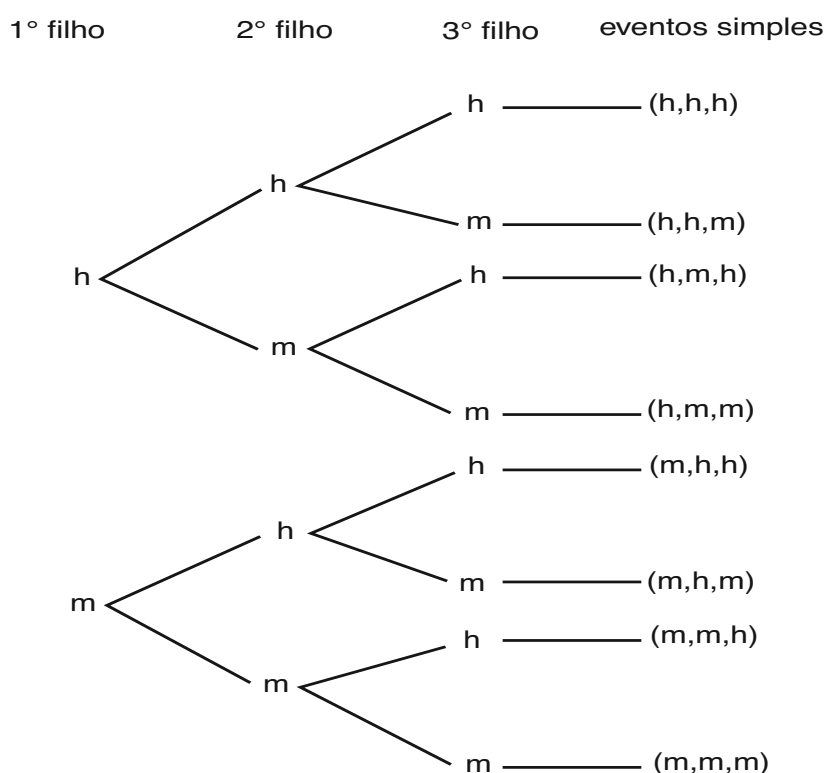 1° filho 2° filho 3° filho eventos simples
h (h,h,h)
h
m (h,h,m)
h h (h,m,h)
m
m (h,m,m)
h (m,h,h)
h
m (m,h,m)
m
h (m,m,h)
m
m (m,m,m)